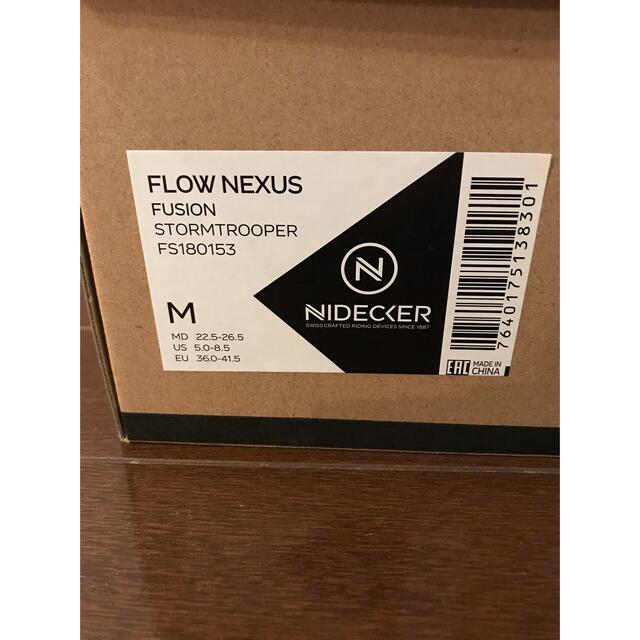 FLOW NEXUS
FUSION
STORMTROOPER
FS180153
M
MD 22.5-26.5
US 5.0-8.5
EU 36.0-41.5
N
NIDECKER
SWISS CRAFTED RIDING DEVICES SINCE 1887
7640175138301
EAC
MADE IN
CHINA